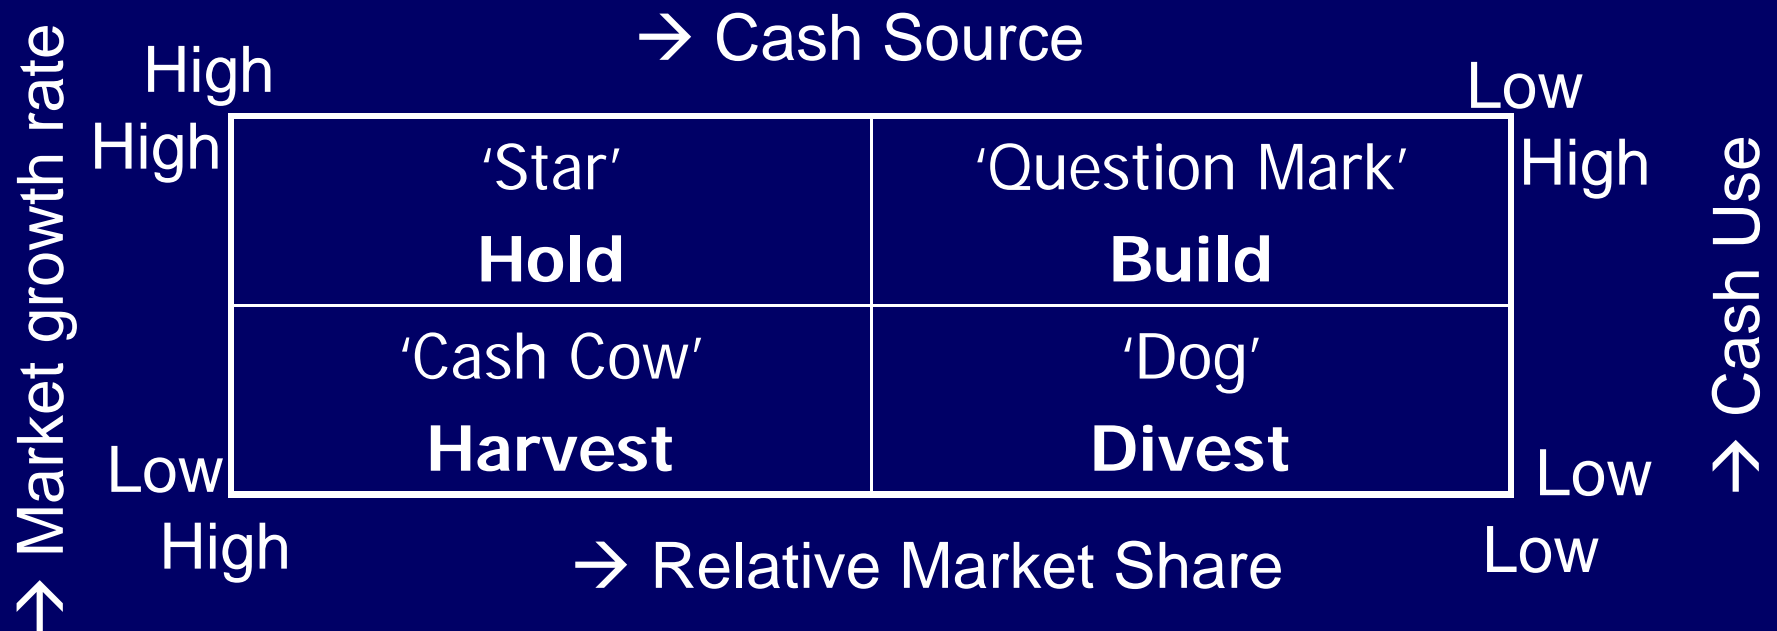 → Cash Source
High
Low
High
‘Star’
‘Question Mark’
High
Hold
Build
‘Cash Cow’
‘Dog’
Harvest
Divest
Low
Low
High
Low
→ Relative Market Share
→ Market growth rate
→ Cash Use